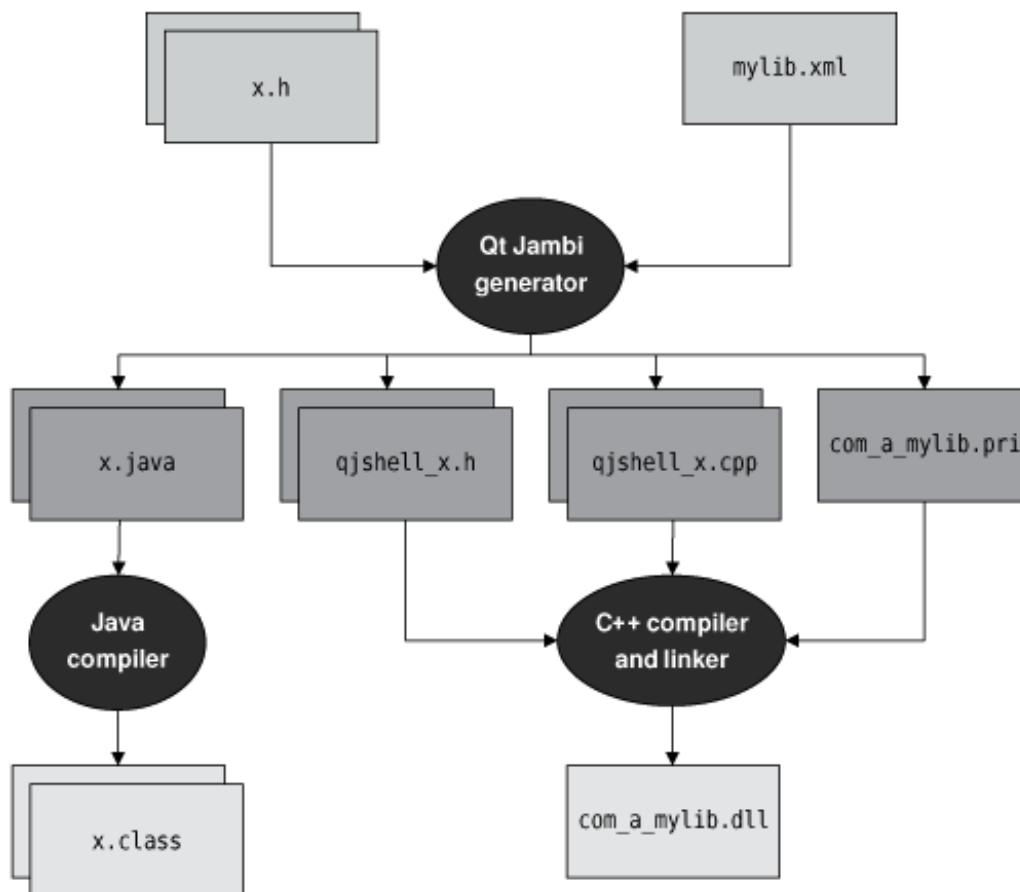 x.h
mylib.xml
Qt Jambi
generator
x.java
qjshell_x.h
qjshell_x.cpp
com_a_mylib.pri
Java
compiler
C++ compiler
and linker
x.class
com_a_mylib.dll